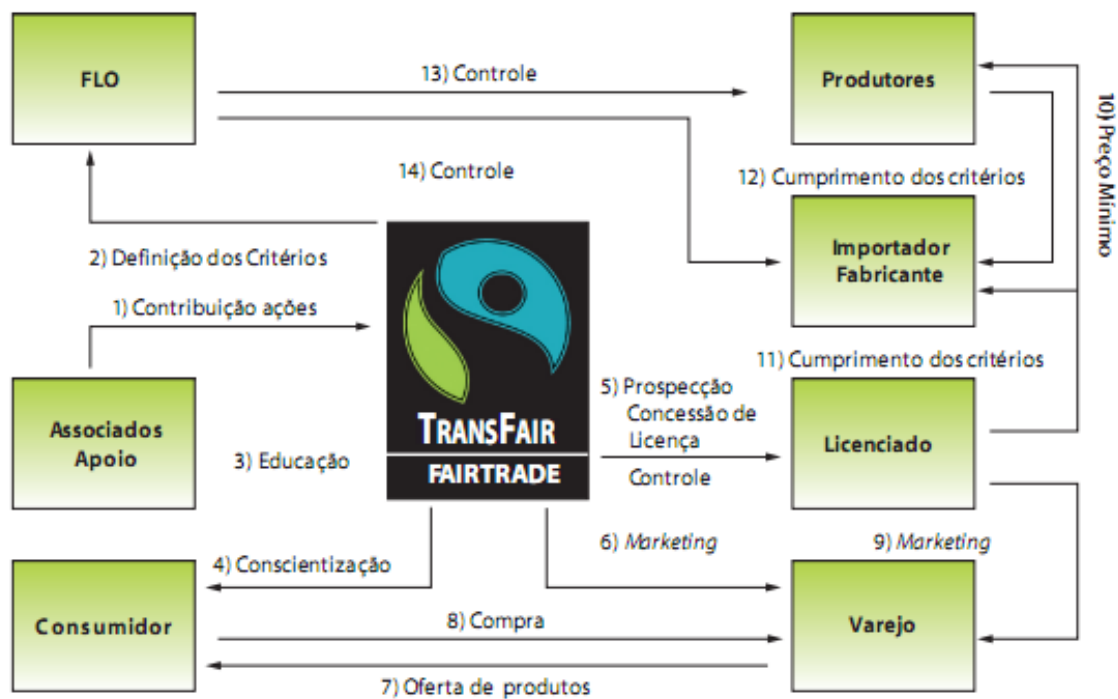 FLO
13) Controle
Produtores
10) Preço Mínimo
14) Controle
12) Cumprimento dos critérios
2) Definição dos Critérios
Importador
Fabricante
1) Contribuição ações
11) Cumprimento dos critérios
5) Prospecção
Concessão de
Licença
Controle
Associados
Apoio
TRANSFAIR
FAIRTRADE
Licenciado
3) Educação
6) Marketing
9) Marketing
4) Conscientização
Consumidor
8) Compra
Varejo
7) Oferta de produtos